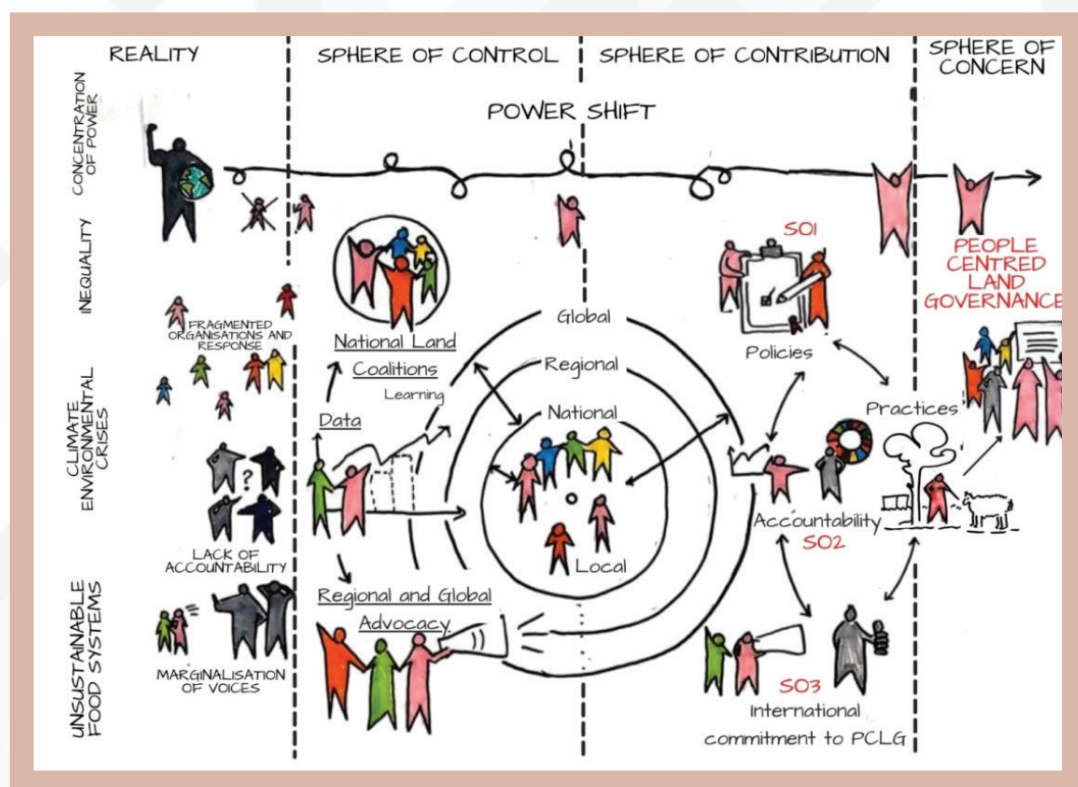 REALITY
SPHERE OF CONTROL
SPHERE OF CONTRIBUTION
SPHERE OF
CONCERN
POWER SHIFT
CONCENTRATION
OF POWER
INEQUALITY
CLIMATE
ENVIRONMENTAL
CRISES
UNSUSTAINABLE
FOOD SYSTEMS
FRAGMENTED
ORGANISATIONS AND
RESPONSE
?
LACK OF
ACCOUNTABILITY
MARGINALISATION
OF VOICES
National Land
Coalitions
Learning
Data
Regional and Global
Advocacy
Global
Regional
National
Local
SO1
Policies
Practices
Accountability
SO2
SO3
International
commitment to PCLG
PEOPLE
CENTRED
LAND
GOVERNANCE